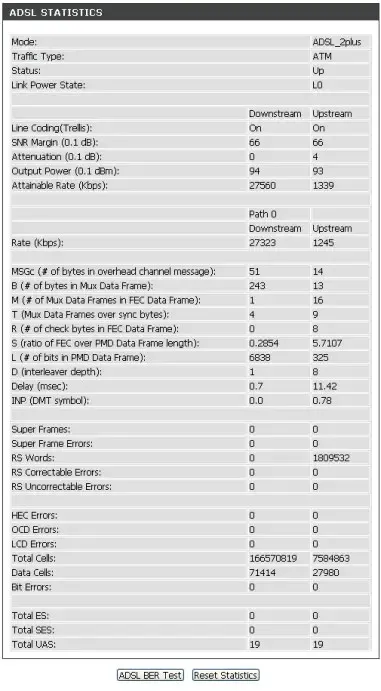 ADSL STATISTICS
Mode: ADSL_2plus
Traffic Type: ATM
Status: Up
Link Power State: L0
Downstream Upstream
Line Coding(Trellis): On On
SNR Margin (0.1 dB): 66 66
Attenuation (0.1 dB): 0 4
Output Power (0.1 dBm): 94 93
Attainable Rate (Kbps): 27560 1339
Path 0
Downstream Upstream
Rate (Kbps): 27323 1245
MSGc (# of bytes in overhead channel message): 51 14
B (# of bytes in Mux Data Frame): 243 13
M (# of Mux Data Frames in FEC Data Frame): 1 16
T (Mux Data Frames over sync bytes): 4 9
R (# of check bytes in FEC Data Frame): 0 8
S (ratio of FEC over PMD Data Frame length): 0.2854 5.7107
L (# of bits in PMD Data Frame): 6838 325
D (interleaver depth): 1 8
Delay (msec): 0.7 11.42
INP (DMT symbol): 0.0 0.78
Super Frames: 0 0
Super Frame Errors: 0 0
RS Words: 0 1809532
RS Correctable Errors: 0 0
RS Uncorrectable Errors: 0 0
HEC Errors: 0 0
OCD Errors: 0 0
LCD Errors: 0 0
Total Cells: 166570819 7584863
Data Cells: 71414 27980
Bit Errors: 0 0
Total ES: 0 0
Total SES: 0 0
Total UAS: 19 19
ADSL BER Test Reset Statistics